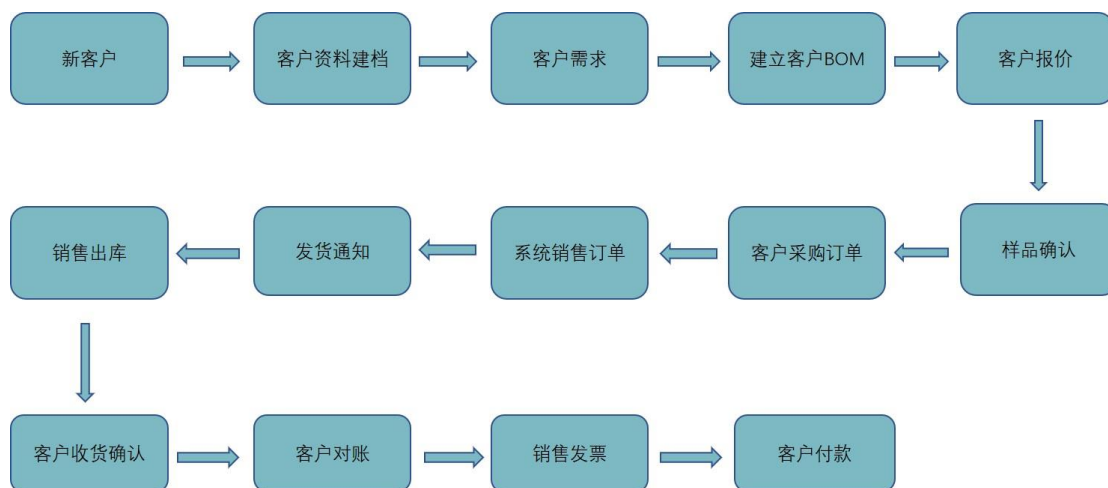 新客户
客户资料建档
客户需求
建立客户BOM
客户报价
样品确认
客户采购订单
系统销售订单
发货通知
销售出库
客户收货确认
客户对账
销售发票
客户付款